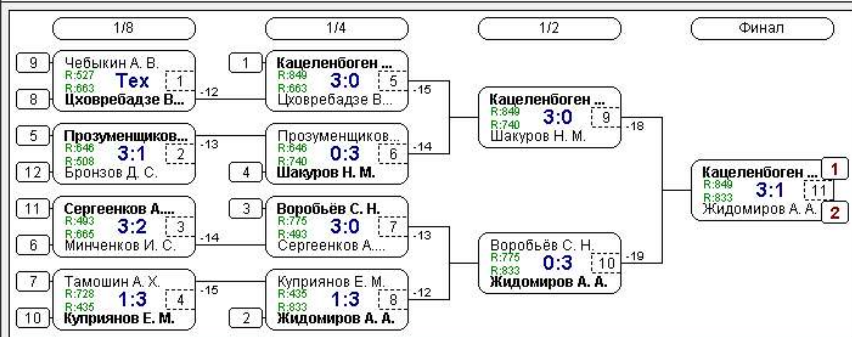 1/8
1/4
1/2
Финал
9
Чебыкин А. В.
R:527
R:663
Тех
1
8
Цховребадзе В...
-12
5
Прозуменщиков...
R:646
R:508
3:1
2
12
Бронзов Д. С.
-13
11
Сергеенков А....
R:493
R:665
3:2
3
6
Минченков И. С.
-14
7
Тамошин А. Х.
R:728
R:435
1:3
4
10
Куприянов Е. М.
-15
1
Кацеленбоген ...
R:849
R:663
3:0
5
Цховребадзе В...
-15
Прозуменщиков...
R:646
R:740
0:3
6
4
Шакуров Н. М.
-14
3
Воробьёв С. Н.
R:775
R:493
3:0
7
Сергеенков А....
-13
Куприянов Е. М.
R:435
R:833
1:3
8
2
Жидомиров А. А.
-12
Кацеленбоген ...
R:849
R:740
3:0
9
Шакуров Н. М.
-18
Воробьёв С. Н.
R:775
R:833
0:3
10
Жидомиров А. А.
-19
Кацеленбоген ...
1
R:849
R:833
3:1
11
Жидомиров А. А.
2